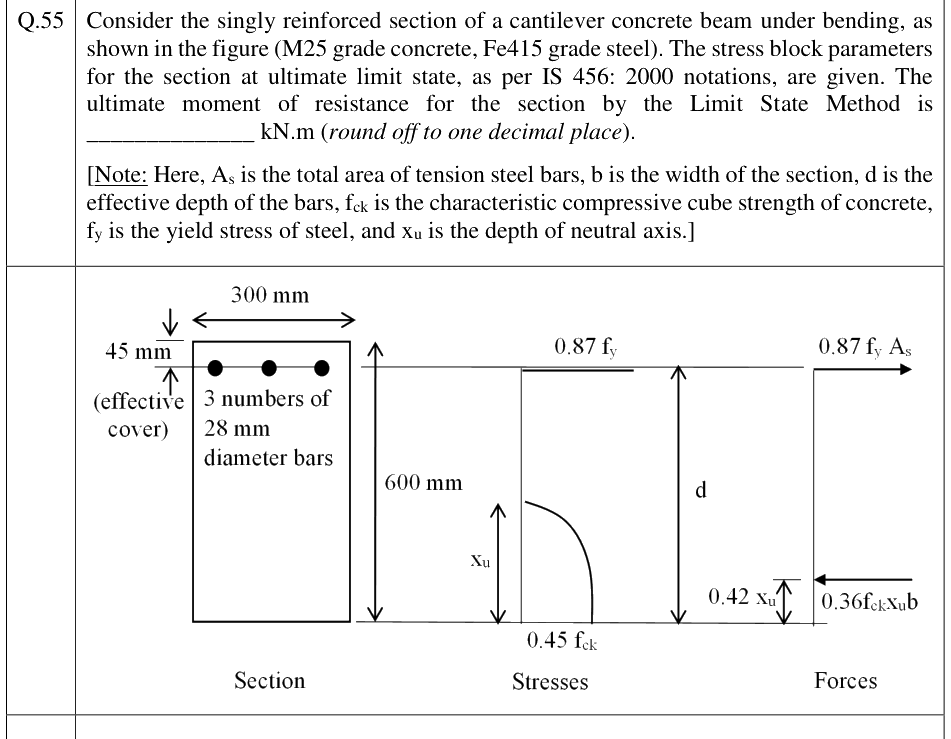 Q.55 Consider the singly reinforced section of a cantilever concrete beam under bending, as
shown in the figure (M25 grade concrete, Fe415 grade steel). The stress block parameters
for the section at ultimate limit state, as per IS 456: 2000 notations, are given. The
ultimate moment of resistance for the section by the Limit State Method is
_______________ kN.m (round off to one decimal place).
[Note: Here, As is the total area of tension steel bars, b is the width of the section, d is the
effective depth of the bars, fck is the characteristic compressive cube strength of concrete,
fy is the yield stress of steel, and xu is the depth of neutral axis.]
300 mm
45 mm
(effective
cover)
3 numbers of
28 mm
diameter bars
600 mm
0.87 fy
xu
0.45 fck
d
0.87 fy As
0.42 xu
0.36fckxub
Section
Stresses
Forces